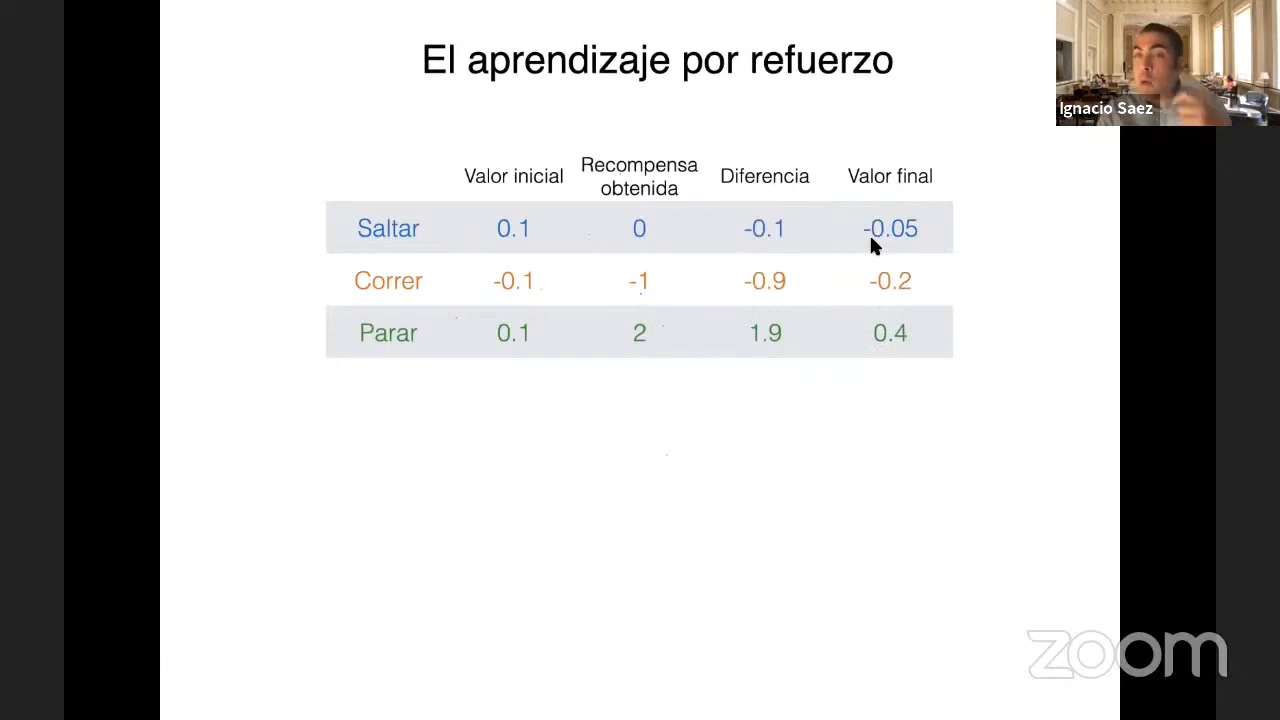 El aprendizaje por refuerzo
Ignacio Saez
Valor inicial Recompensa obtenida Diferencia Valor final
Saltar 0.1 0 -0.1 -0.05
Correr -0.1 -1 -0.9 -0.2
Parar 0.1 2 1.9 0.4
zoom